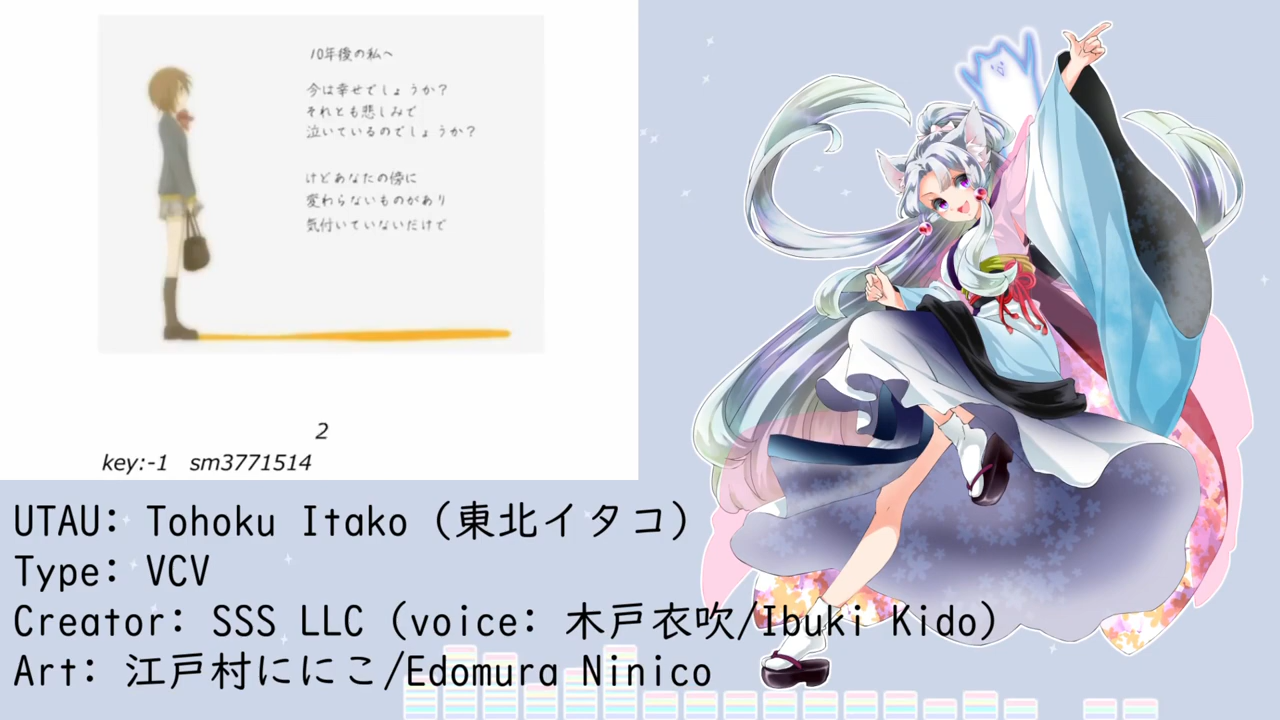 10年後の私へ
今は幸せでしょうか?
それとも悲しみで
泣いているのでしょうか?
けどあなたの傍に
変わらないものがあり
気付いていないだけで
2
key:-1 sm3771514
UTAU: Tohoku Itako (東北イタコ)
Type: VCV
Creator: SSS LLC (voice: 木戸衣吹/Ibuki Kido)
Art: 江戸村ににこ/Edomura Ninico